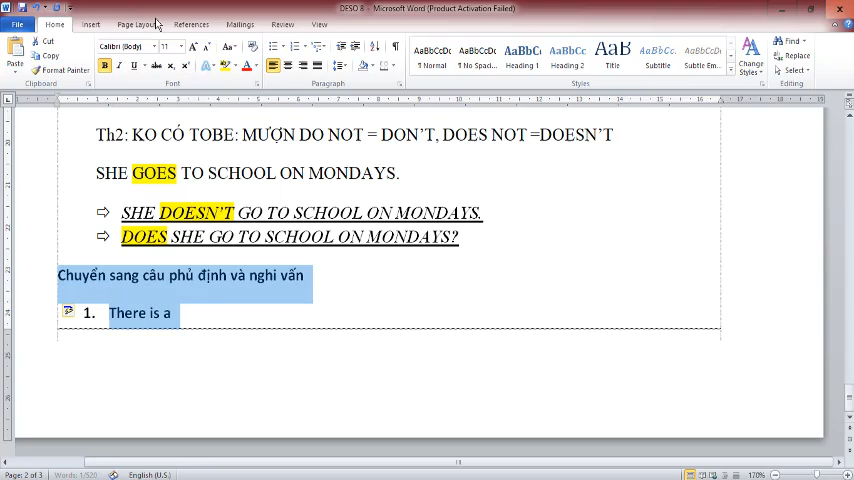 DESO 8 - Microsoft Word (Product Activation Failed)
File Home Insert Page Layout References Mailings Review View
Cut
Copy
Format Painter
Paste
Clipboard
Calibri (Body) 11
Font
Paragraph
AaBbCcDc AaBbCcDc AaBbC AaBbCc AaB AaBbCc. AaBbCcDc
¶ Normal ¶ No Spaci... Heading 1 Heading 2 Title Subtitle Subtle Em...
Styles
Change Styles
Find
Replace
Select
Editing
Th2: KO CÓ TOBE: MƯỢN DO NOT = DON'T, DOES NOT =DOESN'T
SHE GOES TO SCHOOL ON MONDAYS.
SHE DOESN'T GO TO SCHOOL ON MONDAYS.
DOES SHE GO TO SCHOOL ON MONDAYS?
Chuyển sang câu phủ định và nghi vấn
1. There is a
Page: 2 of 3 Words: 1/520 English (U.S.) 170%